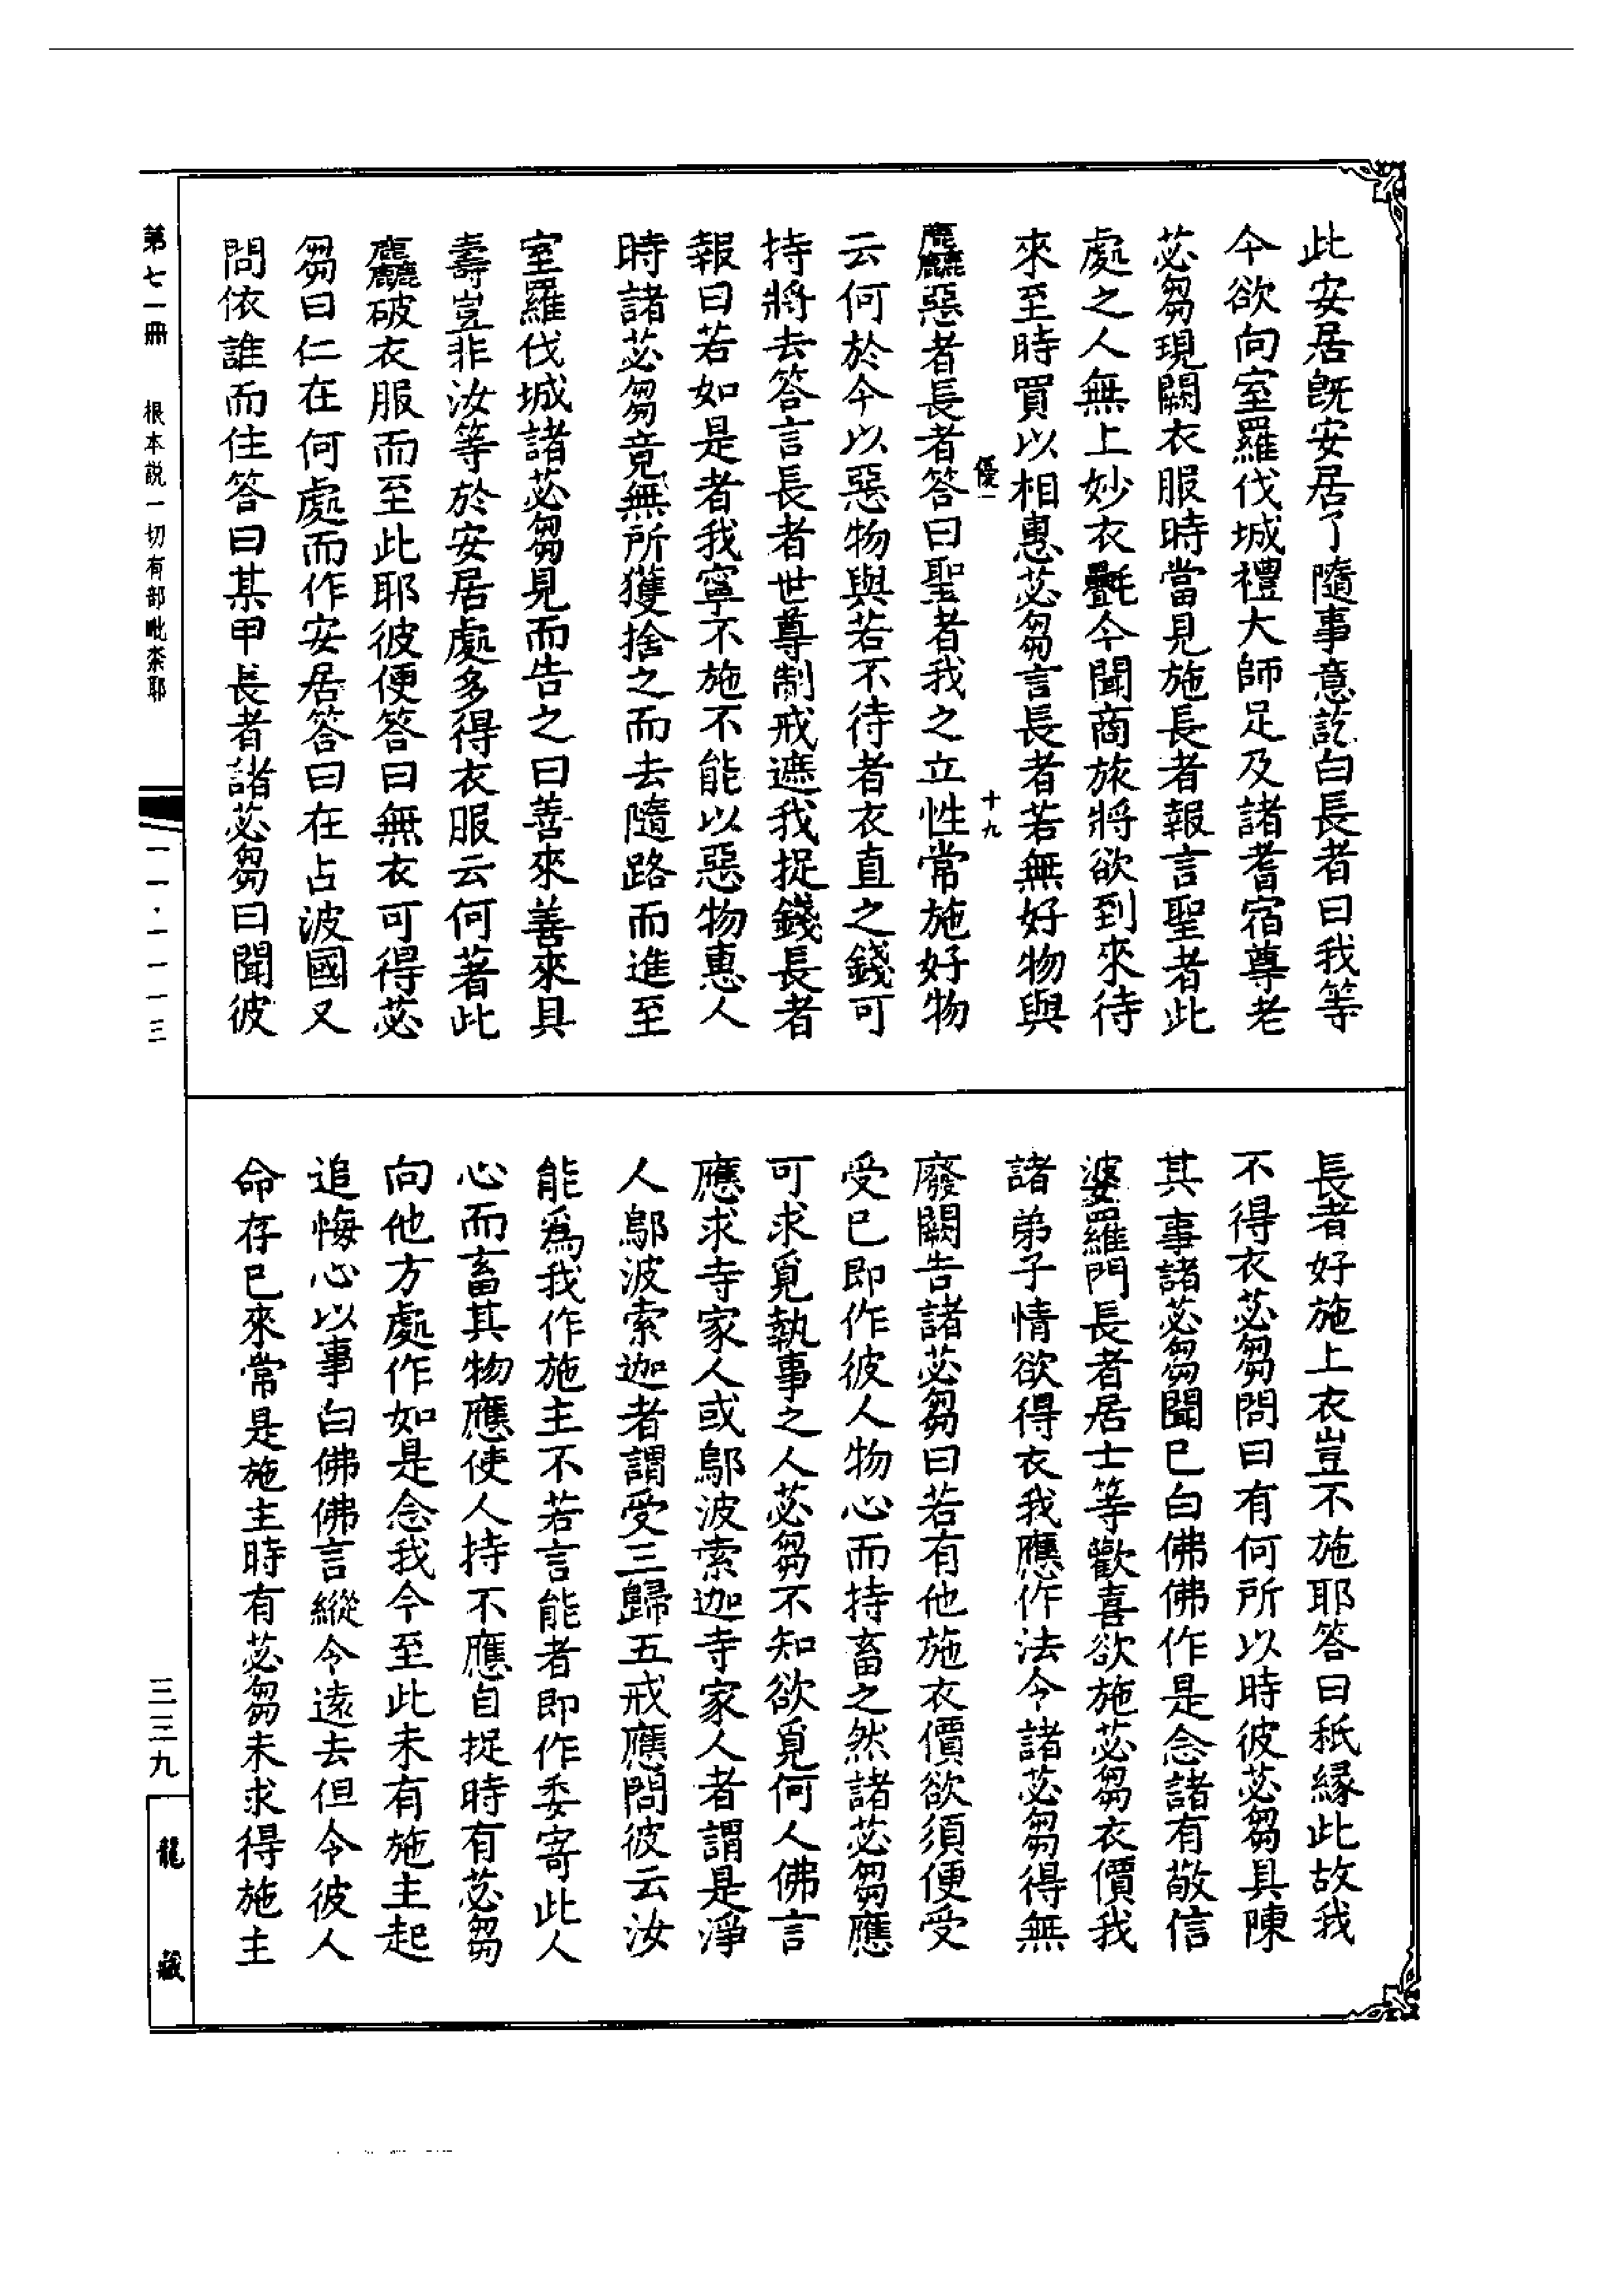 此安居旣安居了隨事意訖白長者曰我等
今欲向室羅伐城禮大師足及諸耆宿尊老
苾芻現闕衣服時當見施長者報言聖者此
處之人無上妙衣氎今聞商旅將欲到來待
來至時買以相惠苾芻言長者若無好物與
優一
十九
麤惡者長者答曰聖者我之立性常施好物
云何於今以惡物與若不待者衣直之錢可
持將去答言長者世尊制戒遮我捉錢長者
報曰若如是者我寧不施不能以惡物惠人
時諸苾芻竟無所獲捨之而去隨路而進至
室羅伐城諸苾芻見而告之曰善來善來具
壽豈非汝等於安居處多得衣服云何著此
麤破衣服而至此耶彼便答曰無衣可得苾
芻曰仁在何處而作安居答曰在占波國又
問依誰而住答曰某甲長者諸苾芻曰聞彼
長者好施上衣豈不施耶答曰秖緣此故我
不得衣苾芻問曰有何所以時彼苾芻具陳
其事諸苾芻聞已白佛佛作是念諸有敬信
婆羅門長者居士等歡喜欲施苾芻衣價我
諸弟子情欲得衣我應作法令諸苾芻得無
廢闕告諸苾芻曰若有他施衣價欲須便受
受已即作彼人物心而持畜之然諸苾芻應
可求覓執事之人苾芻不知欲覓何人佛言
應求寺家人或鄔波索迦寺家人者謂是淨
人鄔波索迦者謂受三歸五戒應問彼云汝
能爲我作施主不若言能者即作委寄此人
心而畜其物應使人持不應自捉時有苾芻
向他方處作如是念我今至此未有施主起
追悔心以事白佛佛言縱令遠去但令彼人
命存已來常是施主時有苾芻未求得施主
第七一冊
根本説一切有部毗柰耶
一一·一一一三
三三九
龍藏